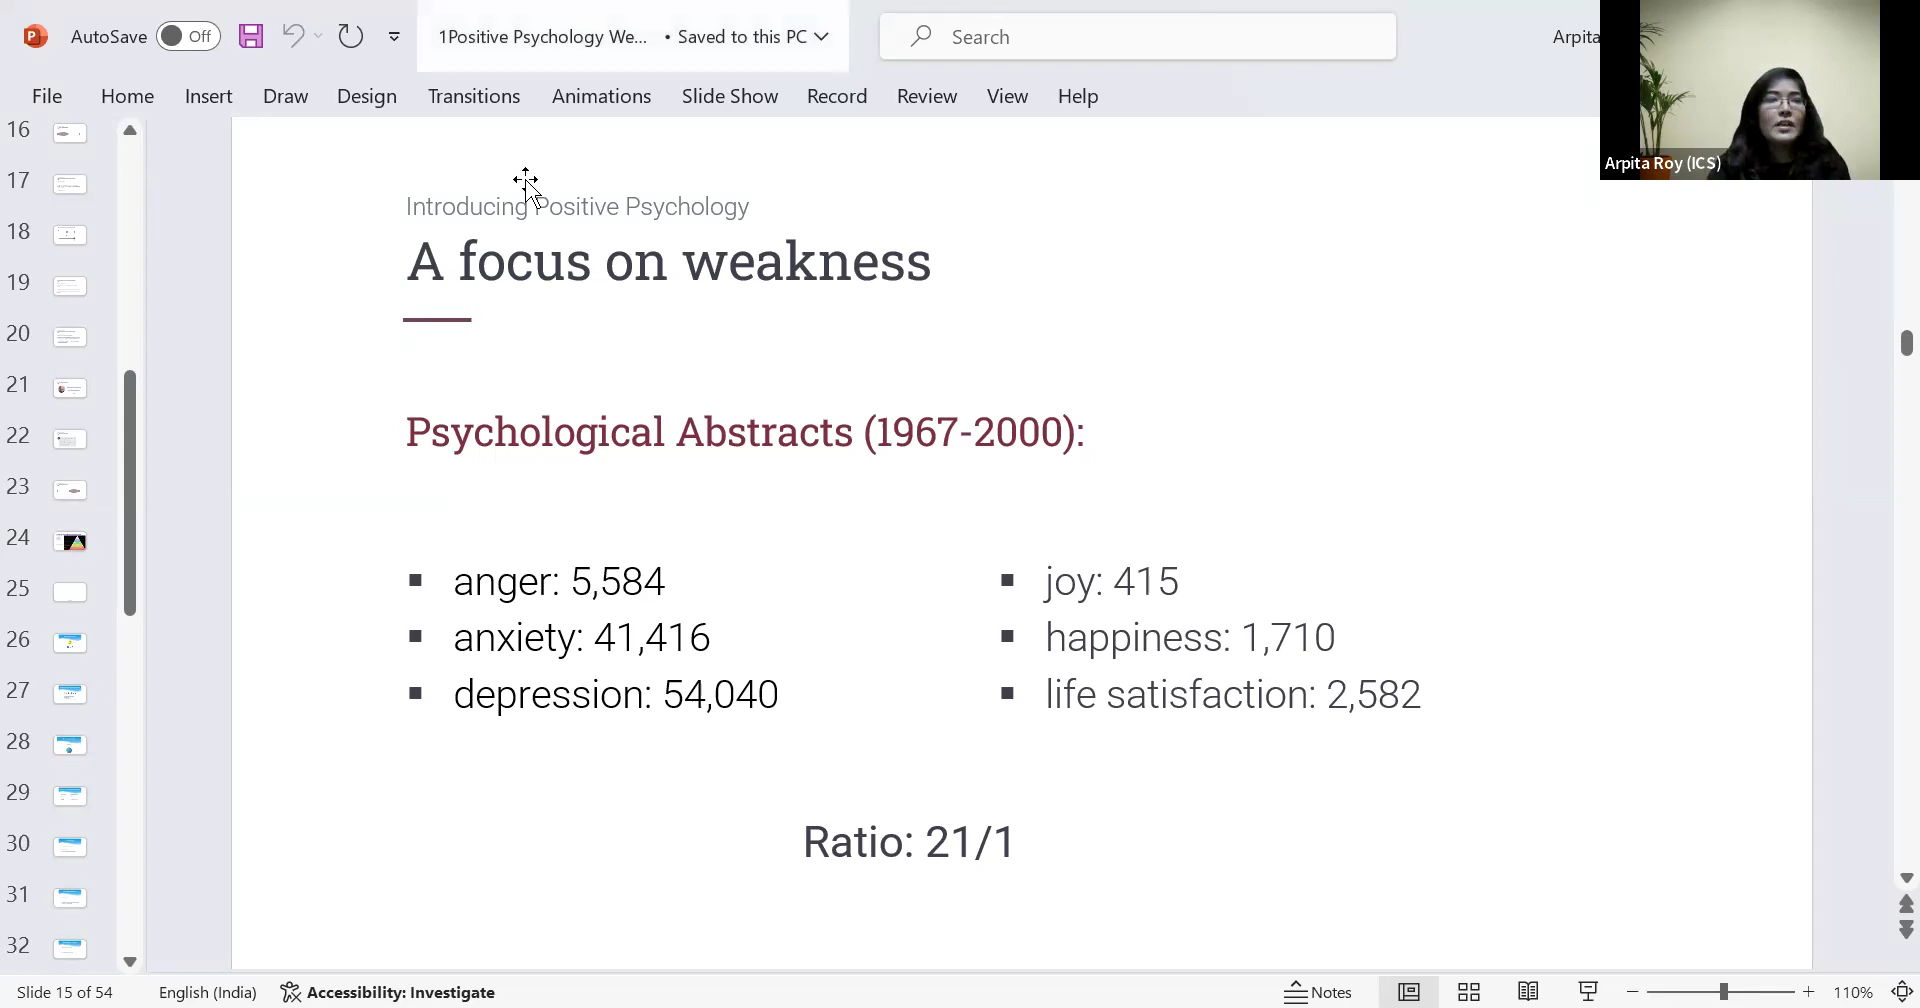 AutoSave Off 1Positive Psychology We... • Saved to this PC Search Arpita
File Home Insert Draw Design Transitions Animations Slide Show Record Review View Help
Arpita Roy (ICS)
16
17
18
19
20
21
22
23
24
25
26
27
28
29
30
31
32
Introducing Positive Psychology
A focus on weakness
Psychological Abstracts (1967-2000):
▪ anger: 5,584
▪ anxiety: 41,416
▪ depression: 54,040
▪ joy: 415
▪ happiness: 1,710
▪ life satisfaction: 2,582
Ratio: 21/1
Slide 15 of 54 English (India) Accessibility: Investigate Notes 110%